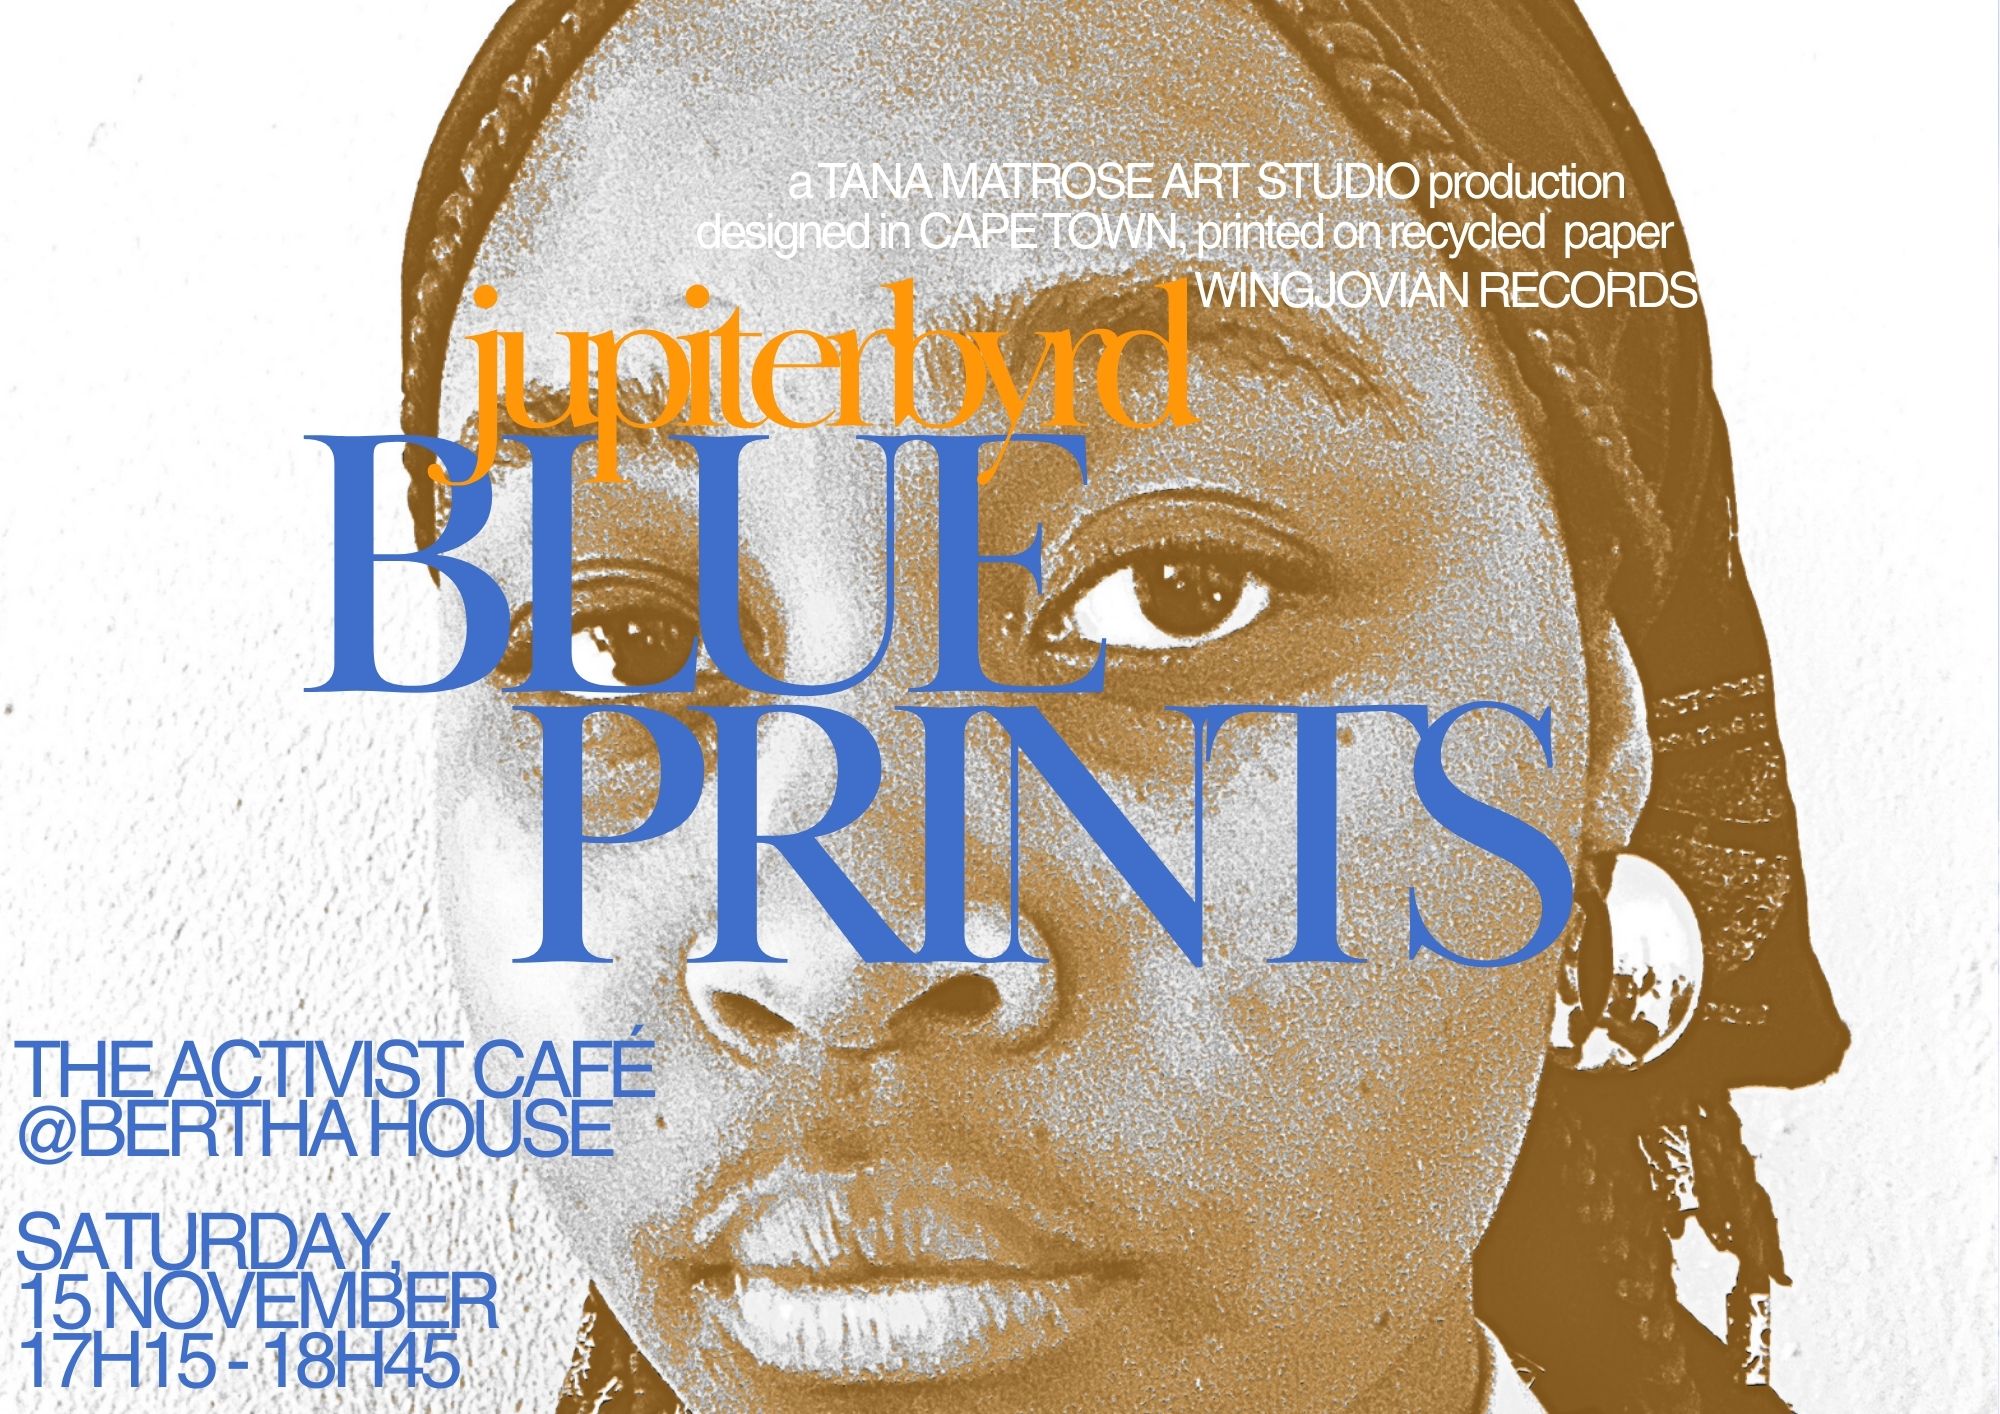 a TANA MATROSE ART STUDIO production
designed in CAPE TOWN, printed on recycled paper
WINGJOVIAN RECORDS
jupiterbyrd
BLUE
PRINTS
THE ACTIVIST CAFÉ
@BERTHA HOUSE
SATURDAY,
15 NOVEMBER
17H15 - 18H45